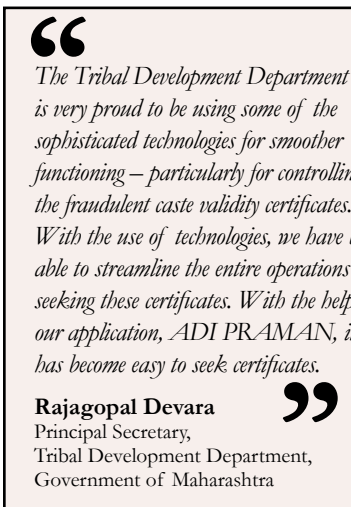 “
The Tribal Development Department
is very proud to be using some of the
sophisticated technologies for smoother
functioning – particularly for
the fraudulent caste validity certificates.
With the use of technologies, we have
able to streamline the entire operations
seeking these certificates. With the
our application, ADI PRAMAN,
has become easy to seek certificates.
”
Rajagopal Devara
Principal Secretary,
Tribal Development Department,
Government of Maharashtra